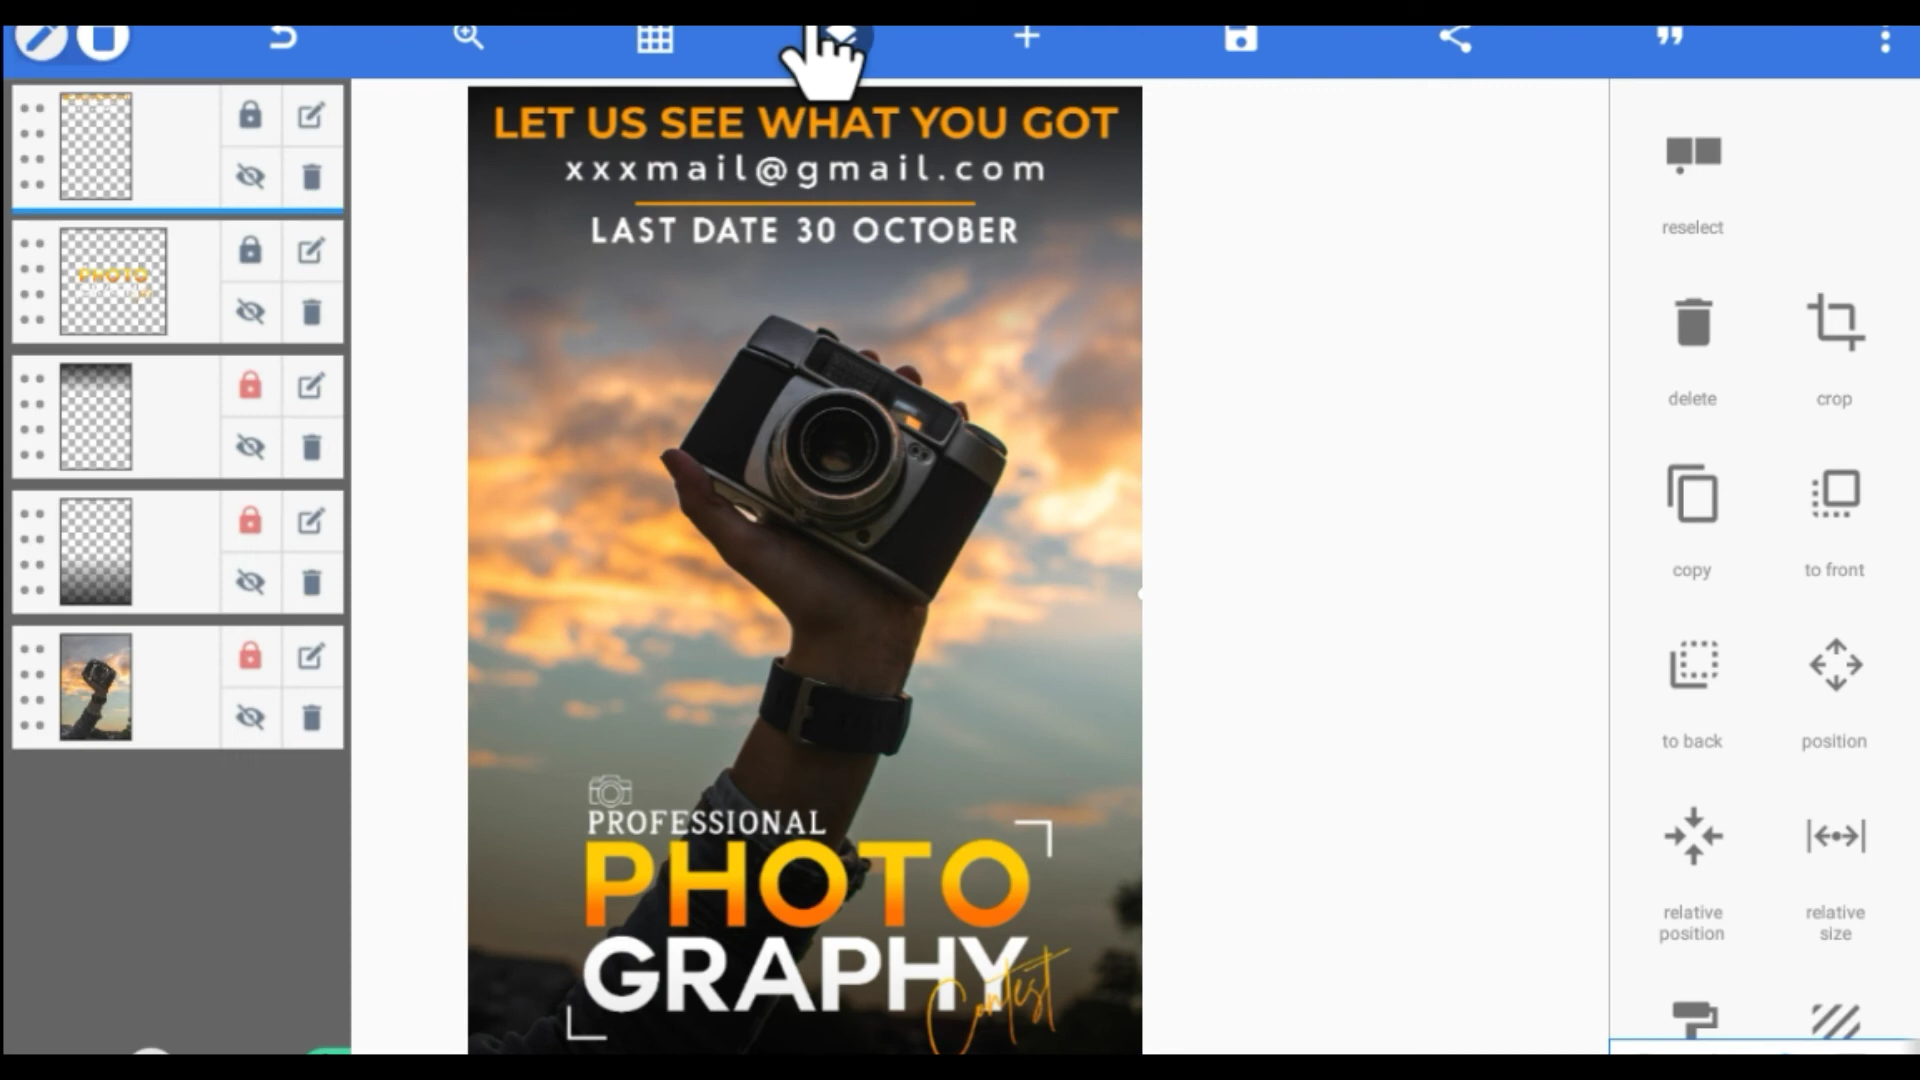 LET US SEE WHAT YOU GOT
xxxmail@gmail.com
LAST DATE 30 OCTOBER
PROFESSIONAL
PHOTO
GRAPHY
Contest
PHOTO
reselect
delete
crop
copy
to front
to back
position
relative position
relative size